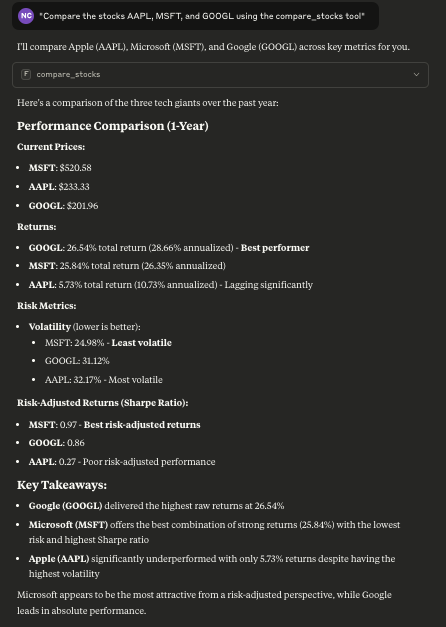 NC "Compare the stocks AAPL, MSFT, and GOOGL using the compare_stocks tool"
I'll compare Apple (AAPL), Microsoft (MSFT), and Google (GOOGL) across key metrics for you.
F compare_stocks
Here's a comparison of the three tech giants over the past year:
Performance Comparison (1-Year)
Current Prices:
• MSFT: $520.58
• AAPL: $233.33
• GOOGL: $201.96
Returns:
• GOOGL: 26.54% total return (28.66% annualized) - Best performer
• MSFT: 25.84% total return (26.35% annualized)
• AAPL: 5.73% total return (10.73% annualized) - Lagging significantly
Risk Metrics:
• Volatility (lower is better):
• MSFT: 24.98% - Least volatile
• GOOGL: 31.12%
• AAPL: 32.17% - Most volatile
Risk-Adjusted Returns (Sharpe Ratio):
• MSFT: 0.97 - Best risk-adjusted returns
• GOOGL: 0.86
• AAPL: 0.27 - Poor risk-adjusted performance
Key Takeaways:
• Google (GOOGL) delivered the highest raw returns at 26.54%
• Microsoft (MSFT) offers the best combination of strong returns (25.84%) with the lowest
risk and highest Sharpe ratio
• Apple (AAPL) significantly underperformed with only 5.73% returns despite having the
highest volatility
Microsoft appears to be the most attractive from a risk-adjusted perspective, while Google
leads in absolute performance.